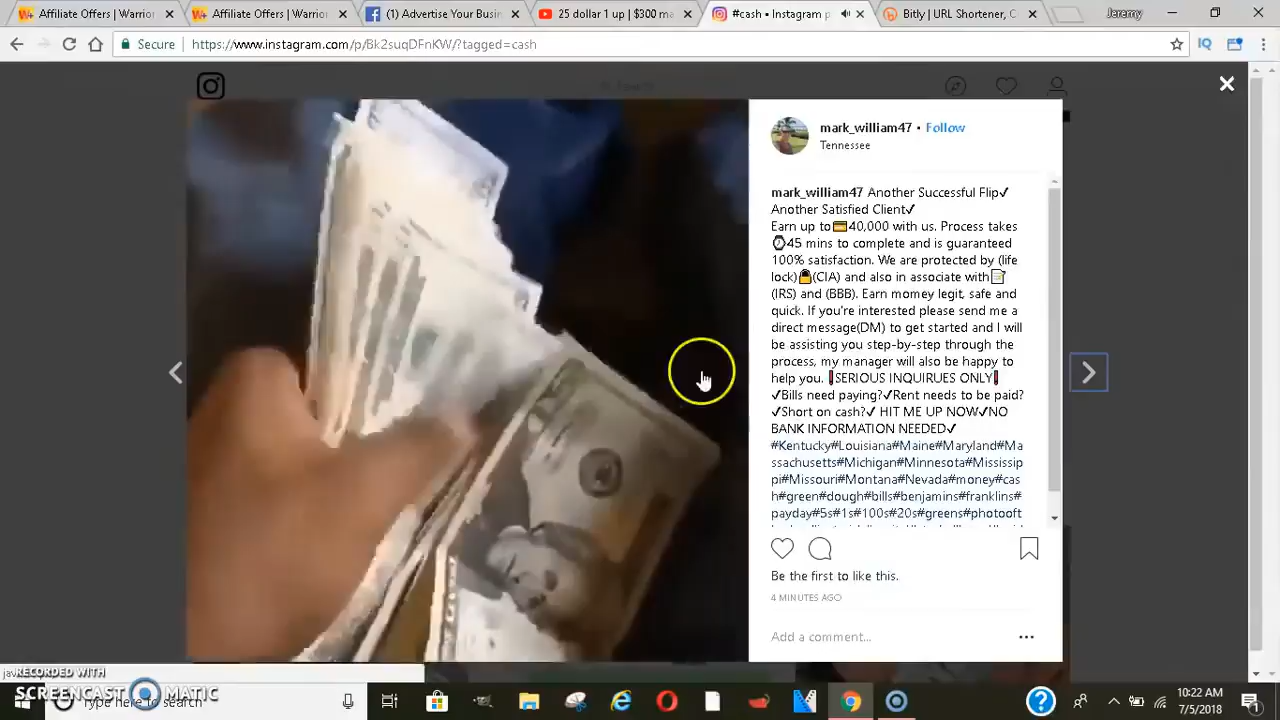 Affiliate Offers | Warrior
Affiliate Offers | Warrior
(1) Advertise Your Busin
25 dollar 1 up | $300 me
#cash • Instagram p
Bitly | URL Shortener, C
Jeremy
Secure
https://www.instagram.com/p/Bk2suqDFnKW/?tagged=cash
mark_william47 • Follow
Tennessee
mark_william47 Another Successful Flip✓
Another Satisfied Client✓
Earn up to💳40,000 with us. Process takes
⌚45 mins to complete and is guaranteed
100% satisfaction. We are protected by (life
lock)🔒(CIA) and also in associate with📝
(IRS) and (BBB). Earn momey legit, safe and
quick. If you're interested please send me a
direct message(DM) to get started and I will
be assisting you step-by-step through the
process, my manager will also be happy to
help you. ❗SERIOUS INQUIRUES ONLY❗
✓Bills need paying?✓Rent needs to be paid?
✓Short on cash?✓ HIT ME UP NOW✓NO
BANK INFORMATION NEEDED✓
#Kentucky#Louisiana#Maine#Maryland#Ma
ssachusetts#Michigan#Minnesota#Mississip
pi#Missouri#Montana#Nevada#money#cas
h#green#dough#bills#benjamins#franklins#
payday#5s#1s#100s#20s#greens#photooft
Be the first to like this.
4 MINUTES AGO
Add a comment...
RECORDED WITH
SCREENCAST MATIC
Type here to search
10:22 AM
7/5/2018